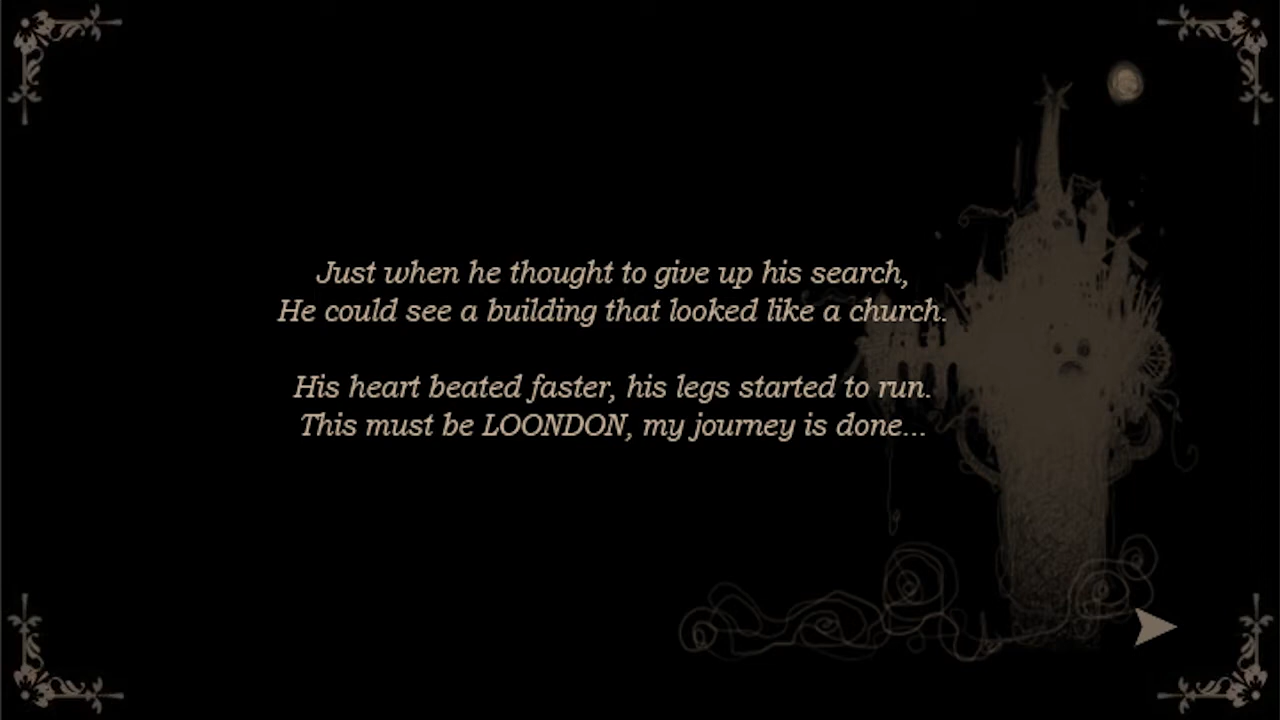 Just when he thought to give up his search,
He could see a building that looked like a church.
His heart beated faster, his legs started to run.
This must be LOONDON, my journey is done...